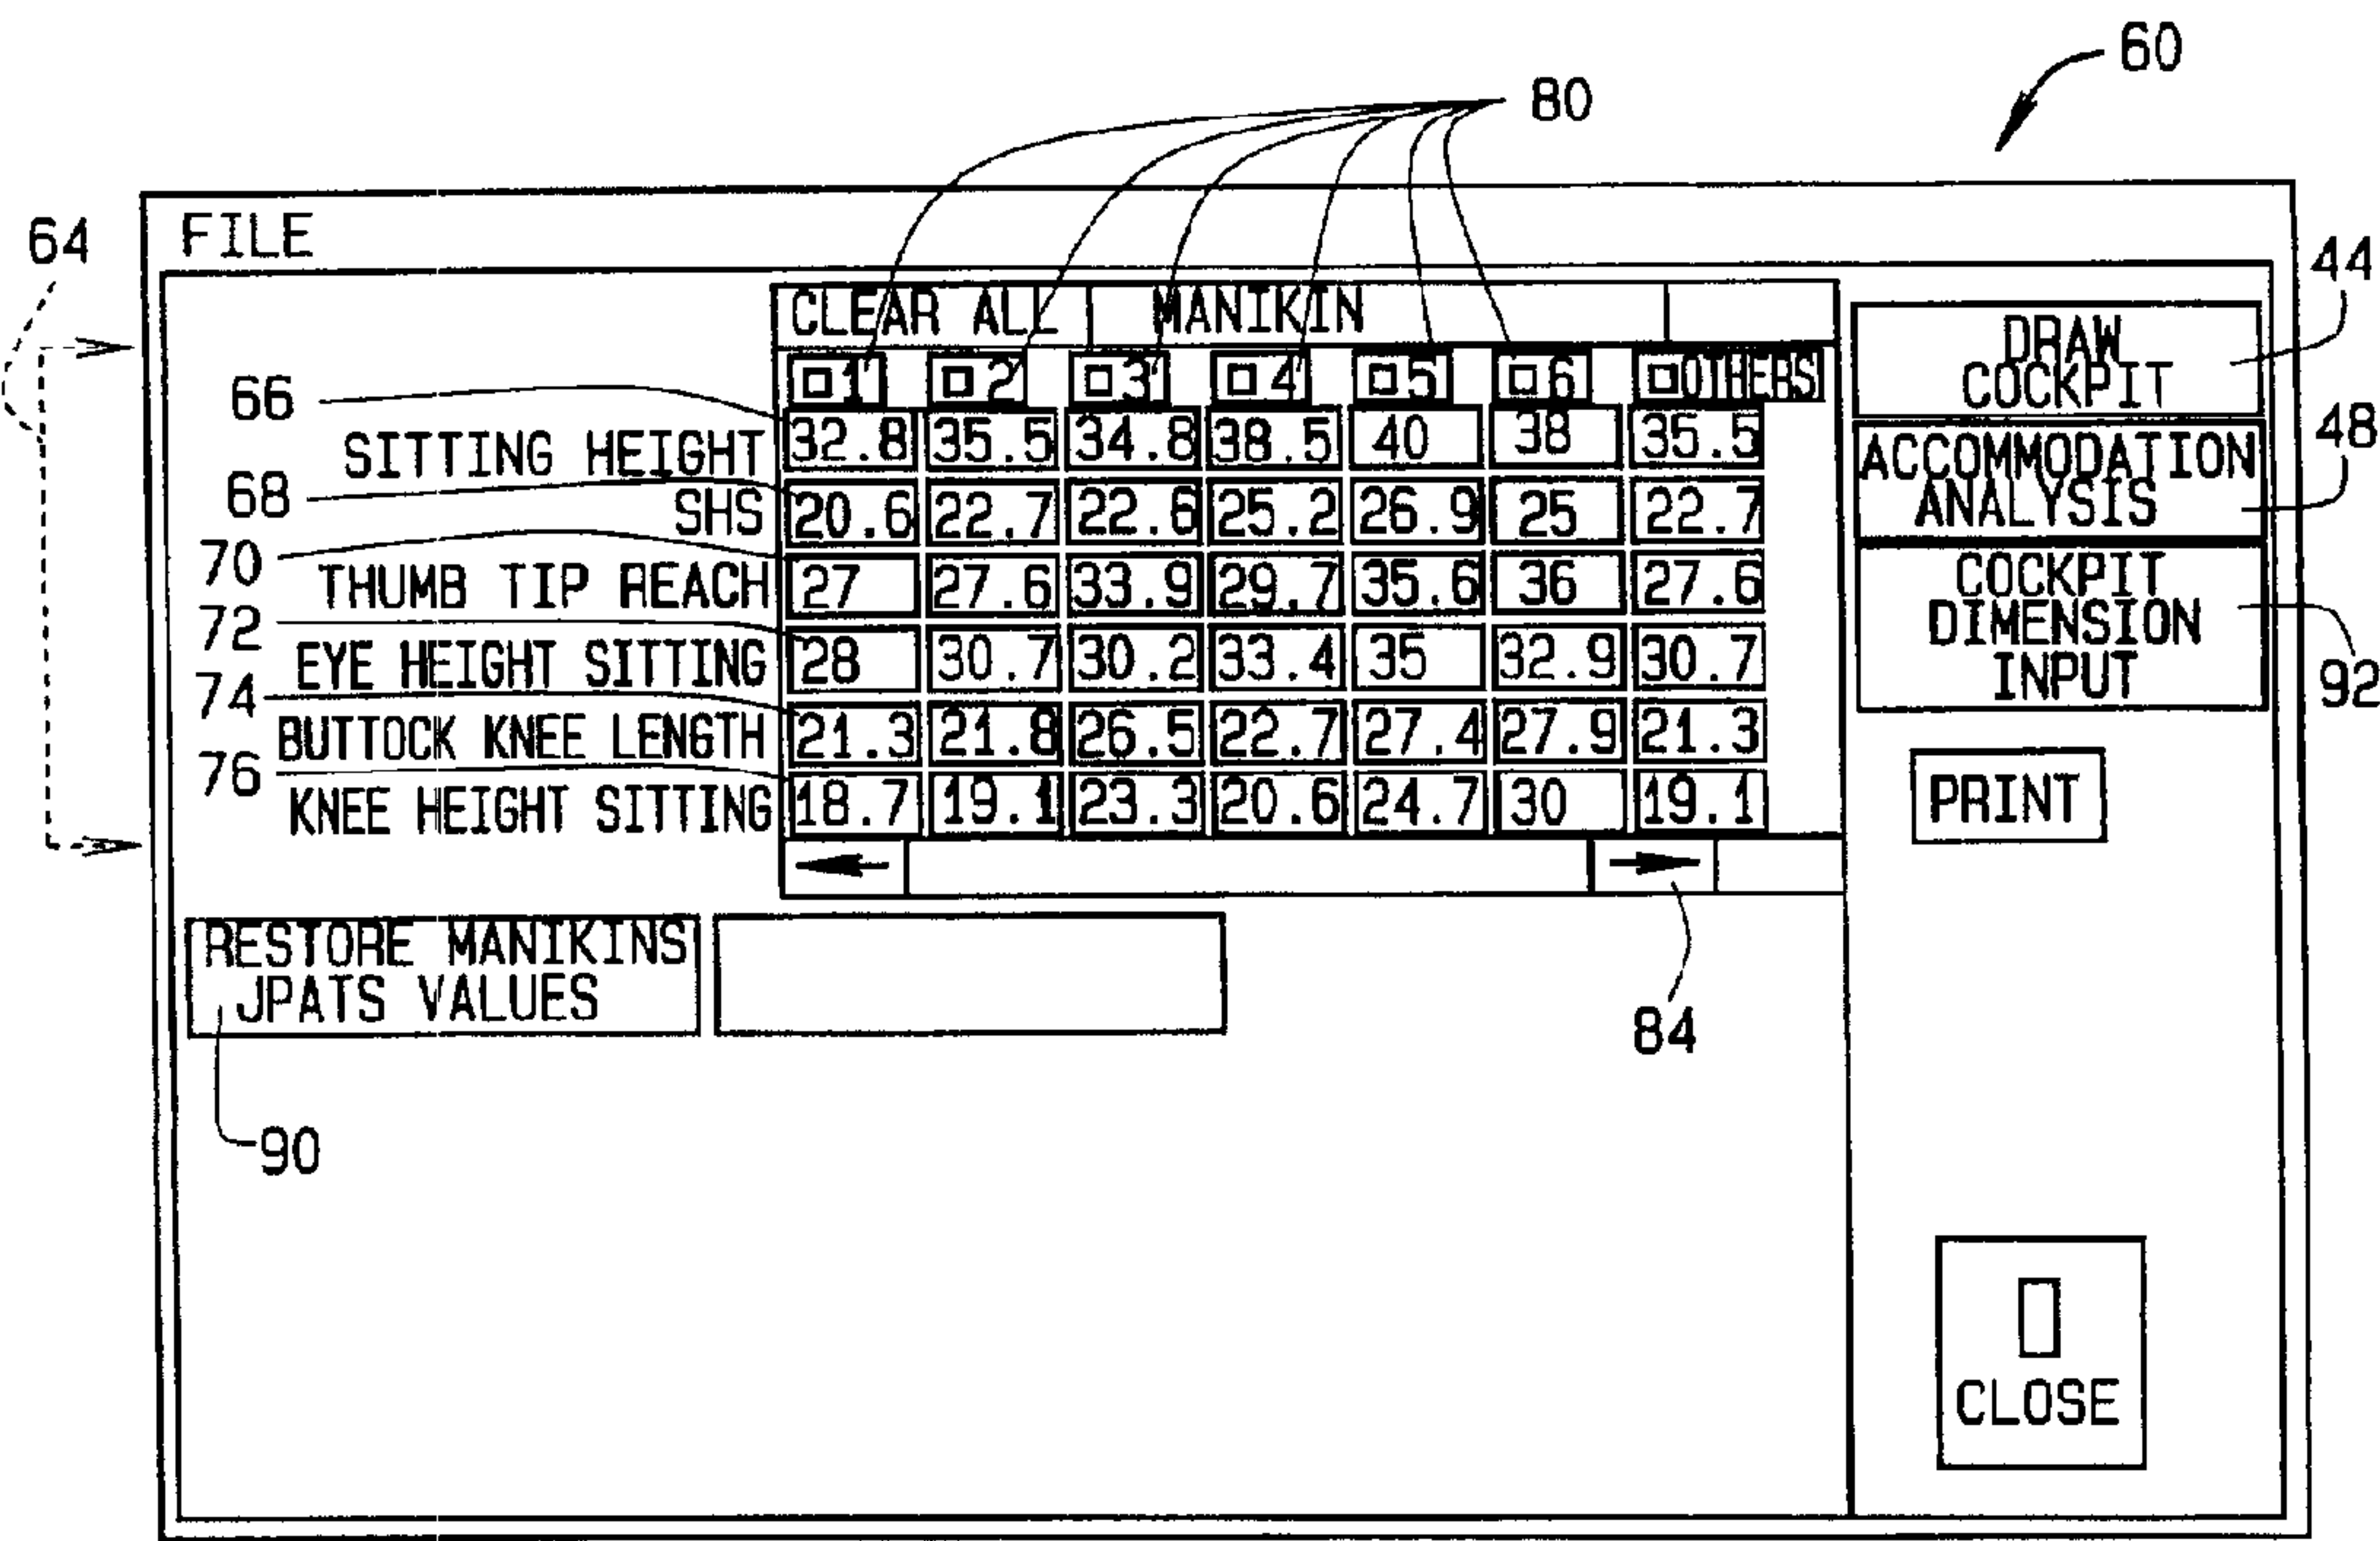 60
80
64
FILE
44
CLEAR ALL MANIKIN
DRAW
COCKPIT
1 2 3 4 5 6 OTHERS
66
SITTING HEIGHT 32.8 35.5 34.8 38.5 40 38 35.5
48
ACCOMMODATION
ANALYSIS
68
SHS 20.6 22.7 22.6 25.2 26.9 25 22.7
70
THUMB TIP REACH 27 27.6 33.9 29.7 35.6 36 27.6
COCKPIT
DIMENSION
INPUT
92
72
EYE HEIGHT SITTING 28 30.7 30.2 33.4 35 32.9 30.7
74
BUTTOCK KNEE LENGTH 21.3 21.8 26.5 22.7 27.4 27.9 21.3
76
KNEE HEIGHT SITTING 18.7 19.1 23.3 20.6 24.7 30 19.1
PRINT
84
RESTORE MANIKINS
JPATS VALUES
90
CLOSE